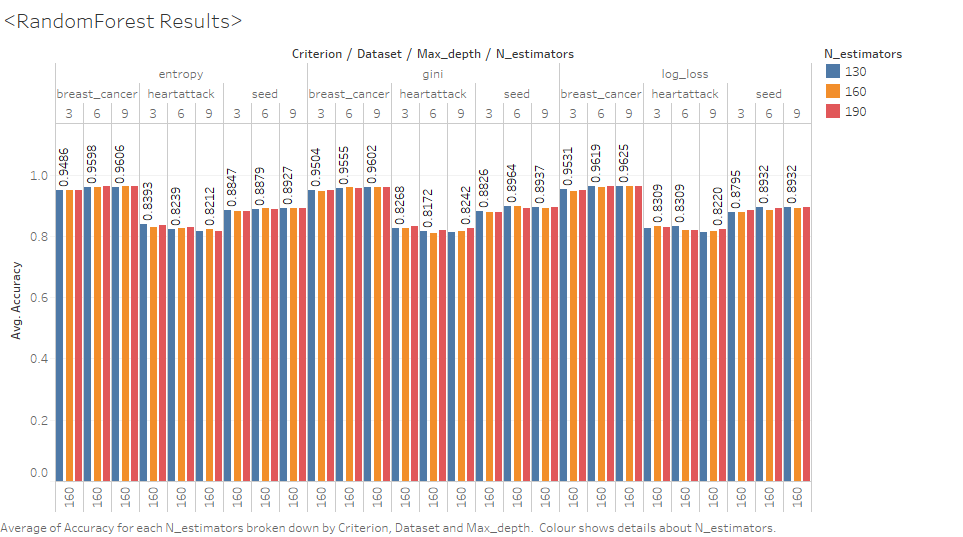 <RandomForest Results>
Criterion / Dataset / Max_depth / N_estimators
N_estimators
130
160
190
entropy gini log_loss
breast_cancer heartattack seed breast_cancer heartattack seed breast_cancer heartattack seed
3 6 9 3 6 9 3 6 9 3 6 9 3 6 9 3 6 9 3 6 9 3 6 9 3 6 9
0.9486 0.9598 0.9606 0.8393 0.8239 0.8212 0.8847 0.8879 0.8927 0.9504 0.9555 0.9602 0.8268 0.8172 0.8242 0.8826 0.8964 0.8937 0.9531 0.9619 0.9625 0.8309 0.8309 0.8220 0.8795 0.8932 0.8932
1.0
0.8
0.6
0.4
0.2
0.0
Avg. Accuracy
160 160 160 160 160 160 160 160 160 160 160 160 160 160 160 160 160 160 160 160 160 160 160 160 160 160 160
Average of Accuracy for each N_estimators broken down by Criterion, Dataset and Max_depth. Colour shows details about N_estimators.